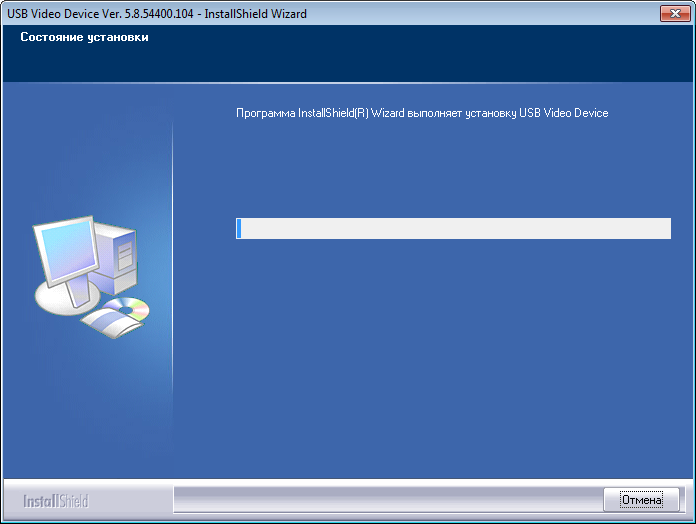 USB Video Device Ver. 5.8.54400.104 - InstallShield Wizard
Состояние установки
Программа InstallShield(R) Wizard выполняет установку USB Video Device
InstallShield
Отмена